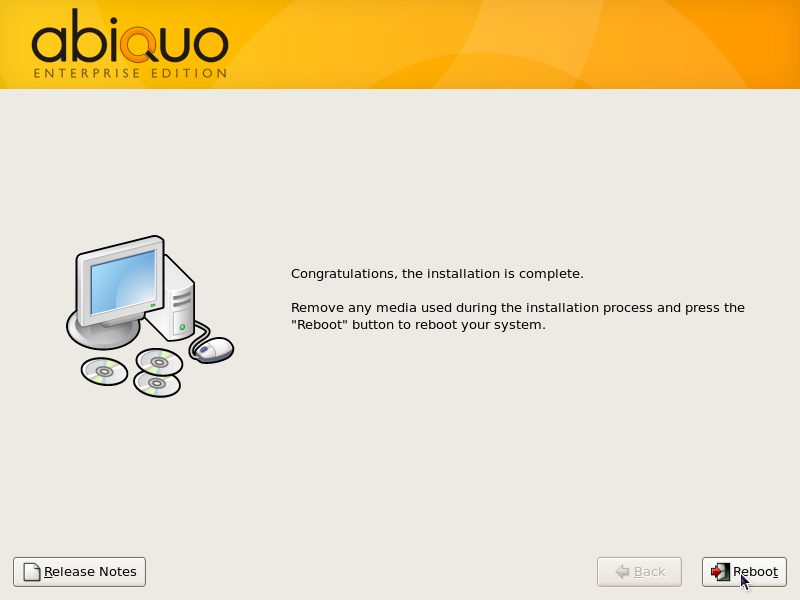 abiquo
ENTERPRISE EDITION
Congratulations, the installation is complete.
Remove any media used during the installation process and press the
"Reboot" button to reboot your system.
Release Notes
Back
Reboot